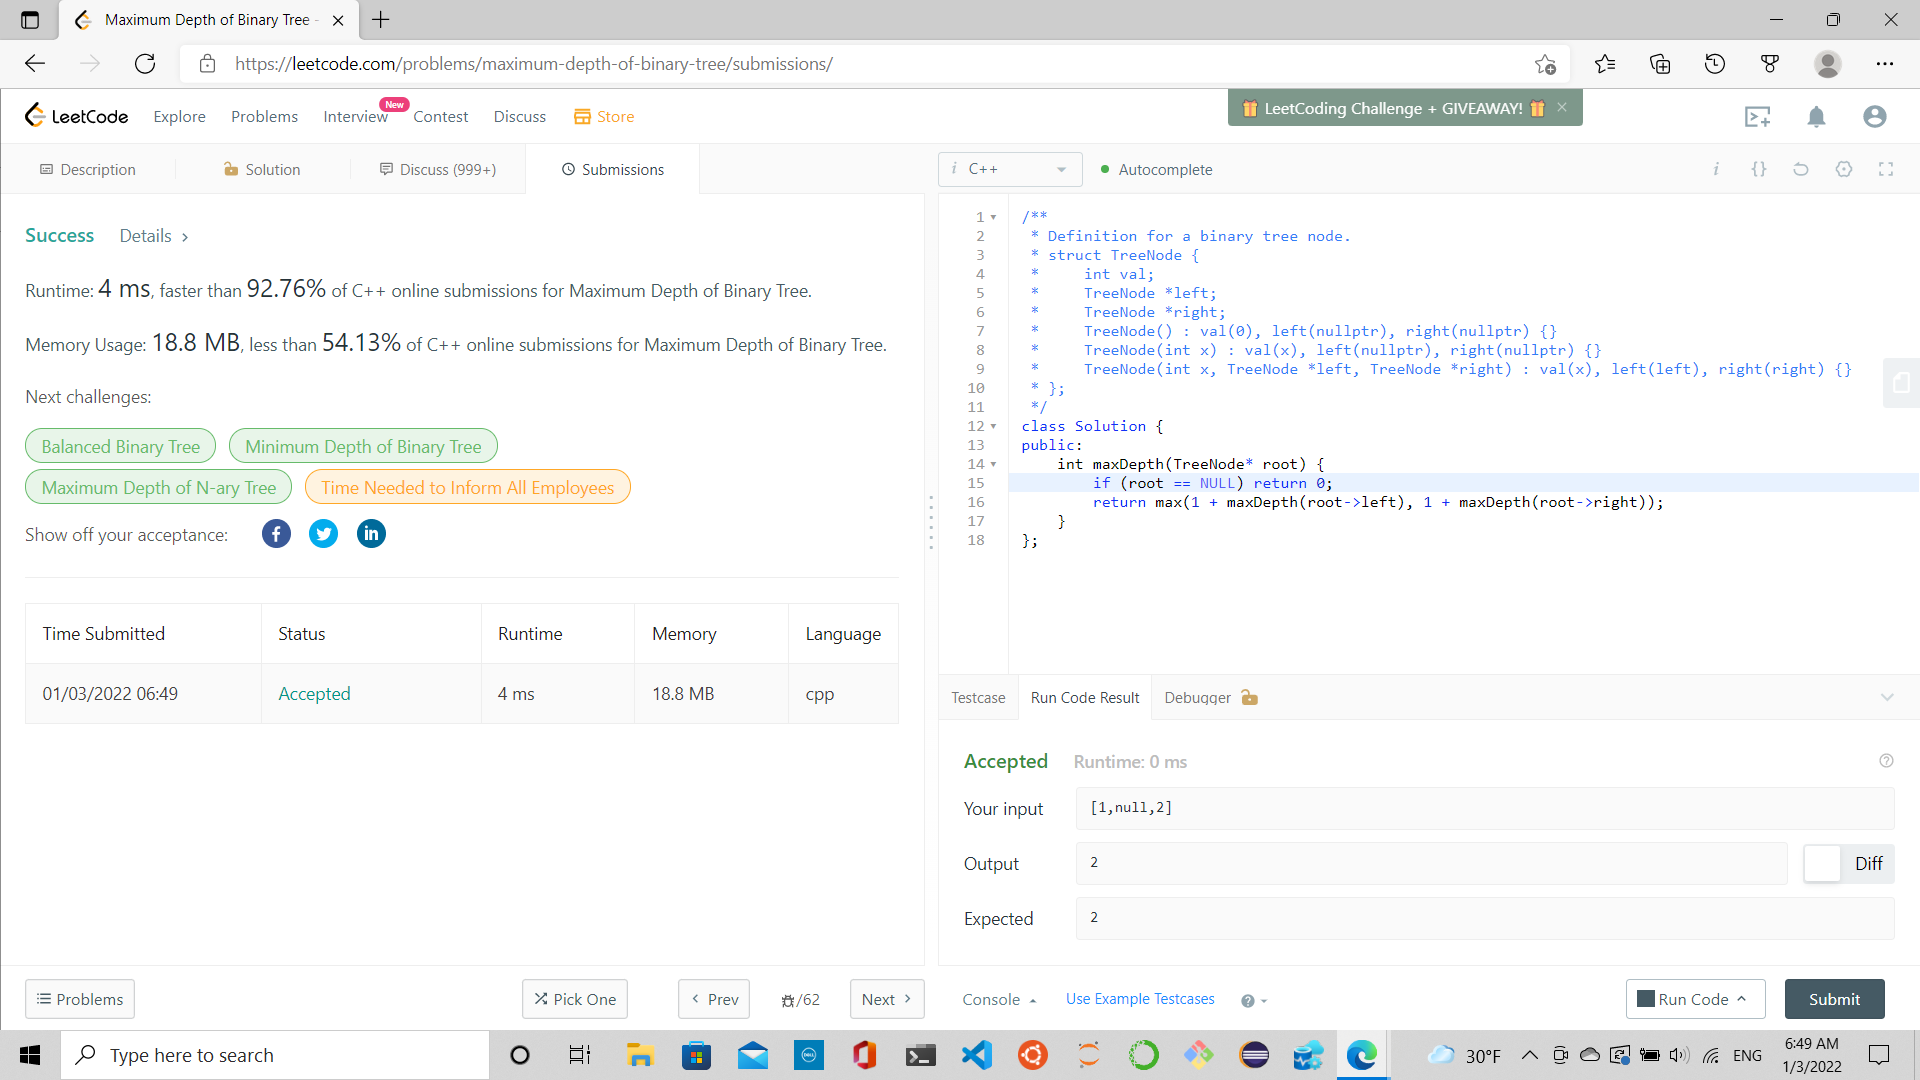 Maximum Depth of Binary Tree -
https://leetcode.com/problems/maximum-depth-of-binary-tree/submissions/
LeetCode Explore Problems Interview New Contest Discuss Store
LeetCoding Challenge + GIVEAWAY!
Description Solution Discuss (999+) Submissions
i C++ Autocomplete
Success Details >
Runtime: 4 ms, faster than 92.76% of C++ online submissions for Maximum Depth of Binary Tree.
Memory Usage: 18.8 MB, less than 54.13% of C++ online submissions for Maximum Depth of Binary Tree.
Next challenges:
Balanced Binary Tree Minimum Depth of Binary Tree
Maximum Depth of N-ary Tree Time Needed to Inform All Employees
Show off your acceptance:
Time Submitted Status Runtime Memory Language
01/03/2022 06:49 Accepted 4 ms 18.8 MB cpp
1 /**
2  * Definition for a binary tree node.
3  * struct TreeNode {
4  *     int val;
5  *     TreeNode *left;
6  *     TreeNode *right;
7  *     TreeNode() : val(0), left(nullptr), right(nullptr) {}
8  *     TreeNode(int x) : val(x), left(nullptr), right(nullptr) {}
9  *     TreeNode(int x, TreeNode *left, TreeNode *right) : val(x), left(left), right(right) {}
10  * };
11  */
12 class Solution {
13 public:
14     int maxDepth(TreeNode* root) {
15         if (root == NULL) return 0;
16         return max(1 + maxDepth(root->left), 1 + maxDepth(root->right));
17     }
18 };
Testcase Run Code Result Debugger
Accepted Runtime: 0 ms
Your input [1,null,2]
Output 2 Diff
Expected 2
Problems Pick One < Prev /62 Next > Console Use Example Testcases Run Code Submit
Type here to search 30°F ENG 6:49 AM
1/3/2022